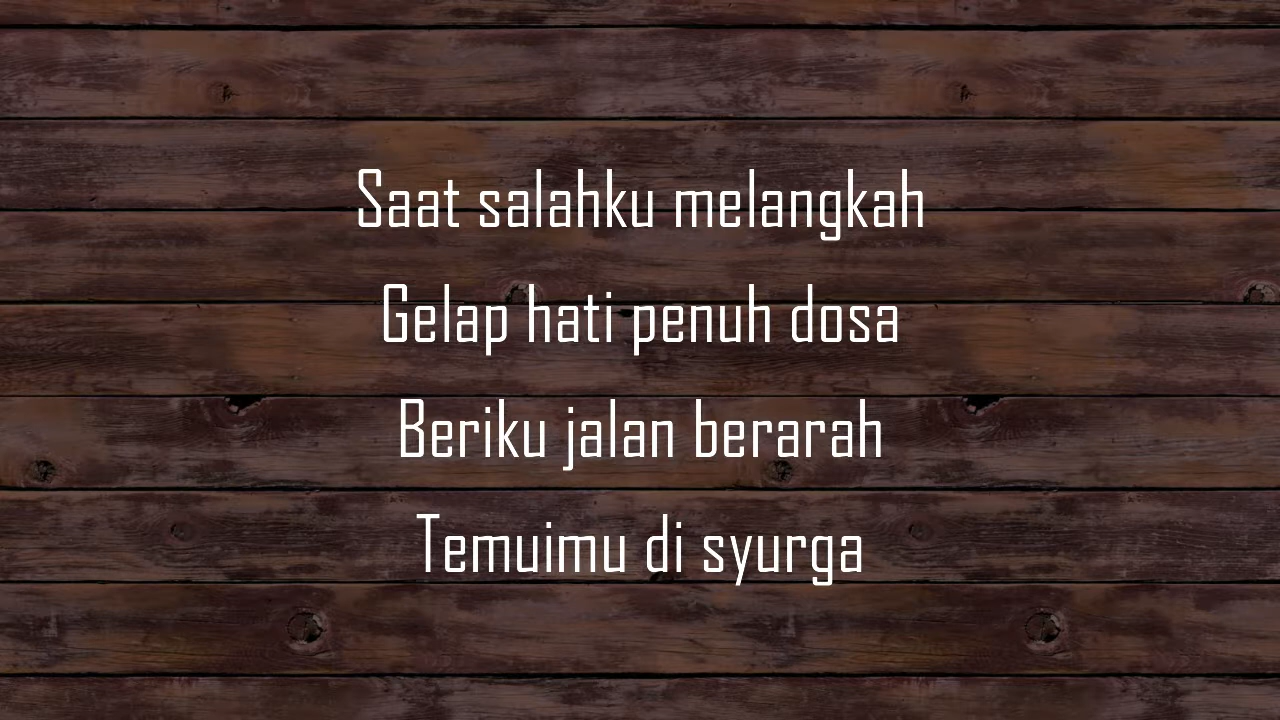 Saat salahku melangkah
Gelap hati penuh dosa
Beriku jalan berarah
Temuimu di syurga